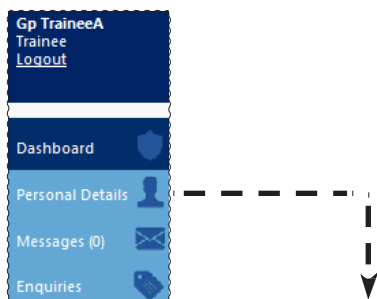 Gp TraineeA
Trainee
Logout
Dashboard
Personal Details
Messages (0)
Enquiries